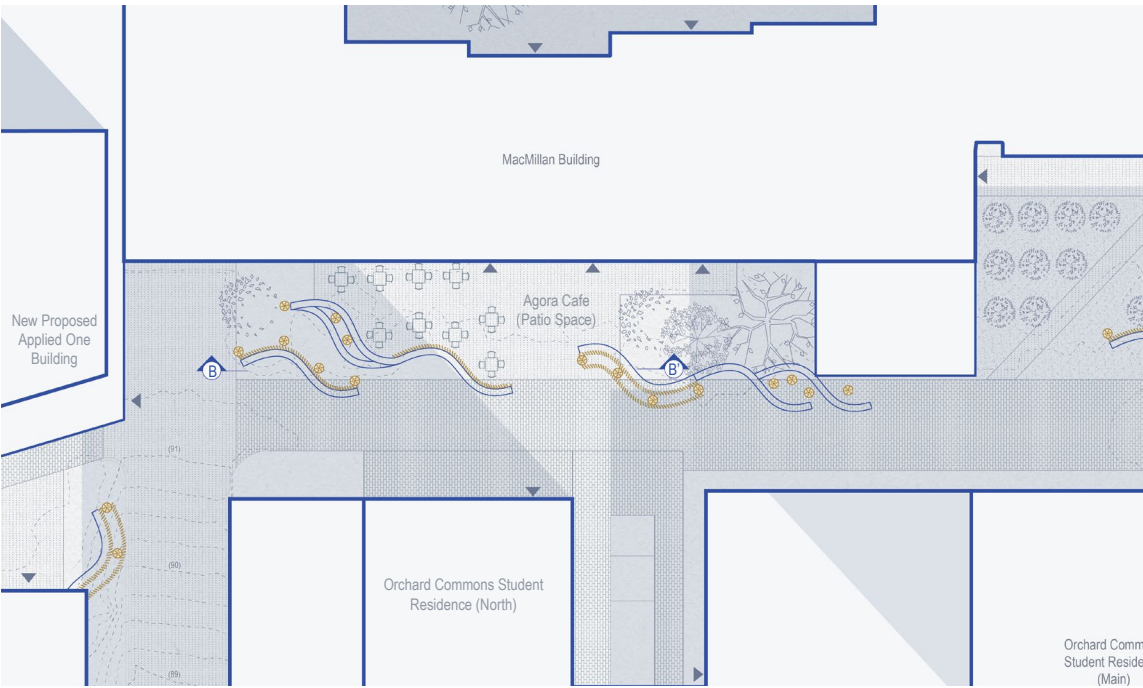 MacMillan Building
New Proposed
Applied One
Building
Agora Cafe
(Patio Space)
B
B'
(91)
(90)
(89)
Orchard Commons Student
Residence (North)
Orchard Comm
Student Reside
(Main)